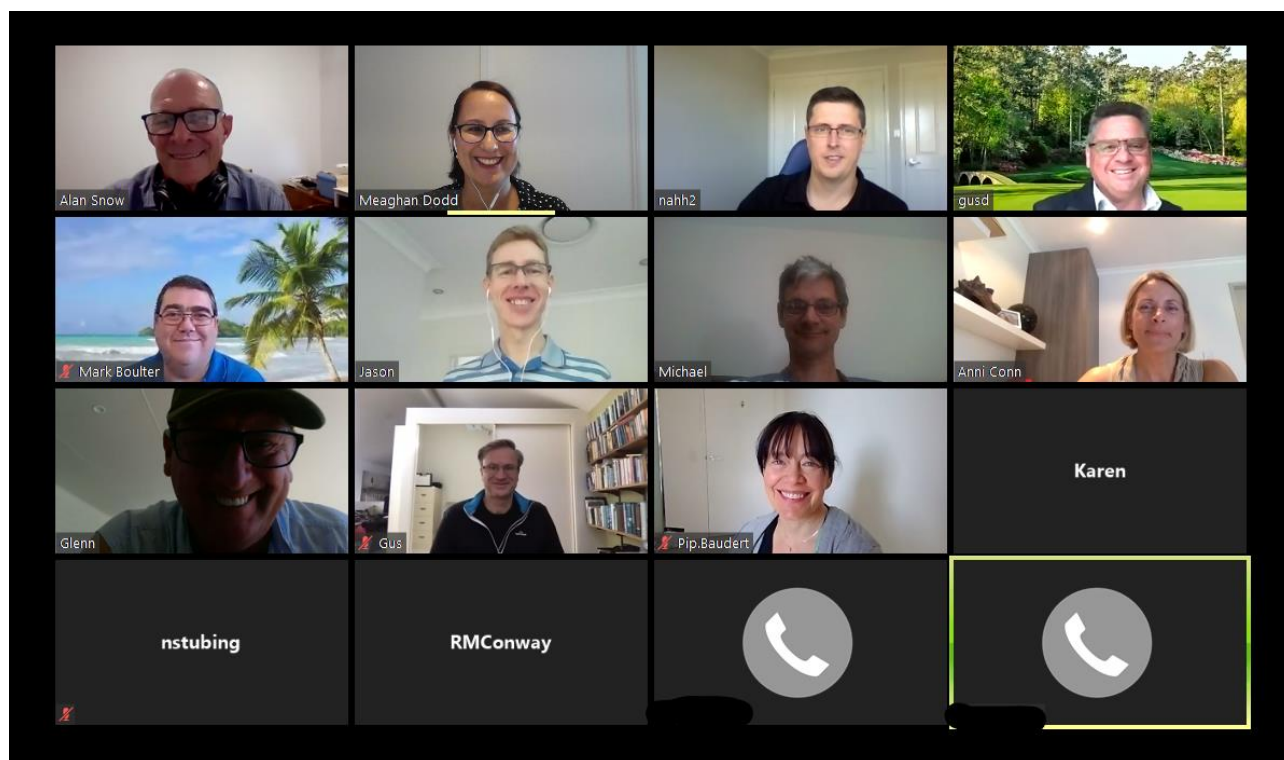 Alan Snow
Meaghan Dodd
nahh2
gusd
Mark Boulter
Jason
Michael
Anni Conn
Glenn
Gus
Pip.Baudert
Karen
nstubing
RMConway